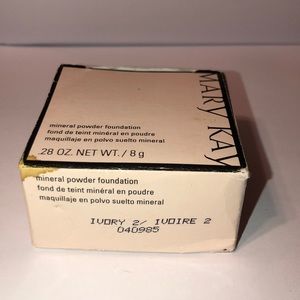 MARY KAY
mineral powder foundation
fond de teint minéral en poudre
maquillaje en polvo suelto mineral
.28 OZ. NET WT. / 8 g
mineral powder foundation
fond de teint minéral en poudre
maquillaje en polvo suelto mineral
IVORY 2/ IVOIRE 2
040985